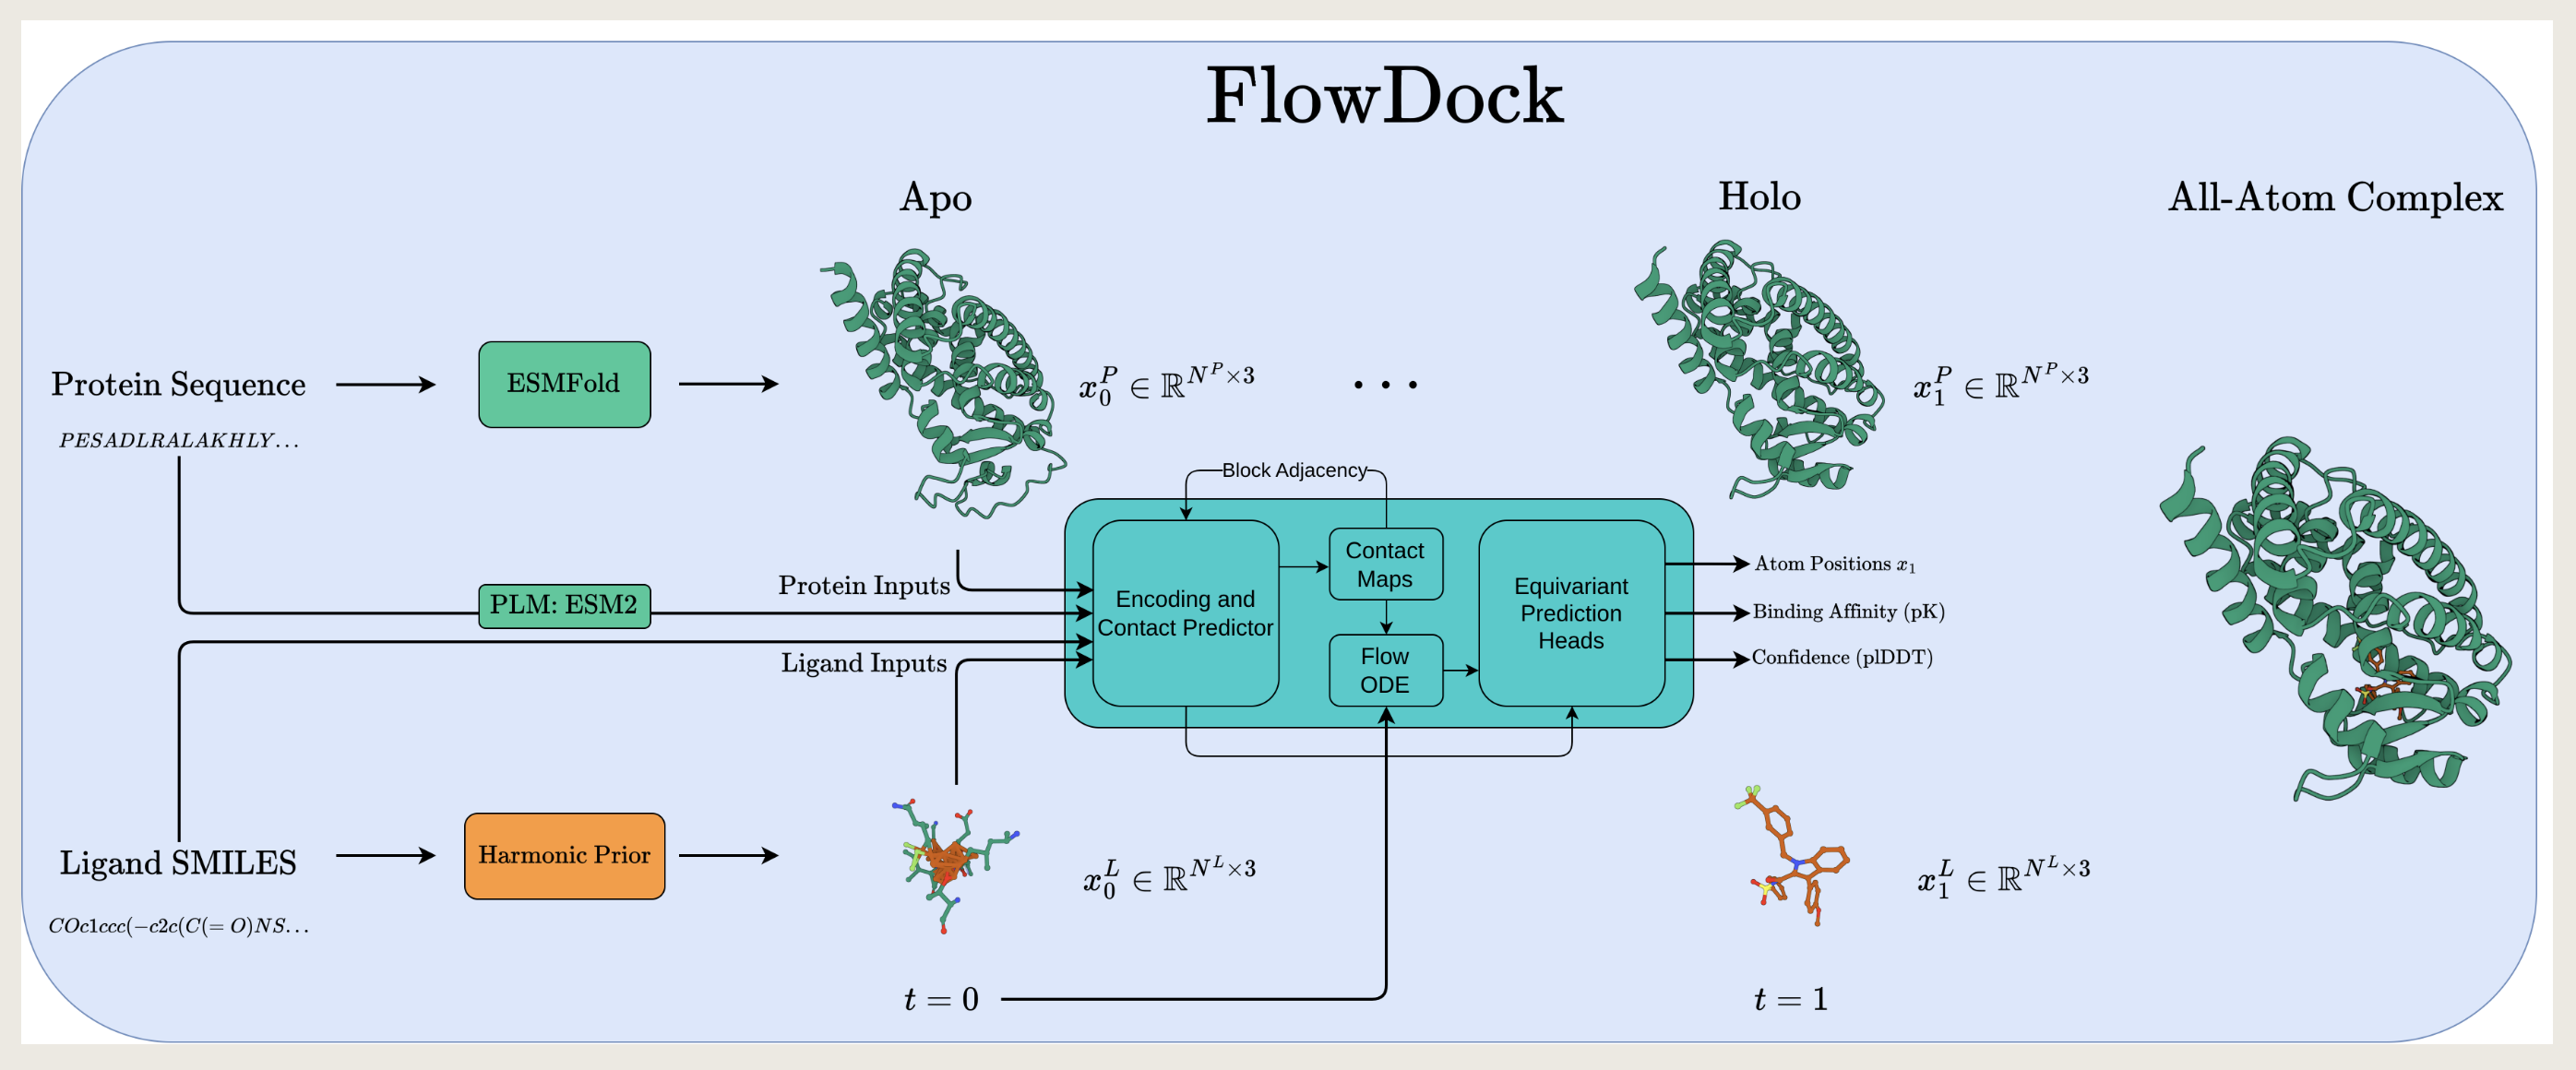 FlowDock
Apo
Holo
All-Atom Complex
Protein Sequence
PESADLRALAKHLY...
ESMFold
$x_0^P \in \mathbb{R}^{N^P \times 3}$
...
$x_1^P \in \mathbb{R}^{N^P \times 3}$
Block Adjacency
Protein Inputs
PLM: ESM2
Ligand Inputs
Encoding and
Contact Predictor
Contact
Maps
Flow
ODE
Equivariant
Prediction
Heads
Atom Positions $x_1$
Binding Affinity (pK)
Confidence (plDDT)
Ligand SMILES
COc1ccc(-c2c(C(= O)NS...
Harmonic Prior
$x_0^L \in \mathbb{R}^{N^L \times 3}$
$x_1^L \in \mathbb{R}^{N^L \times 3}$
t = 0
t = 1